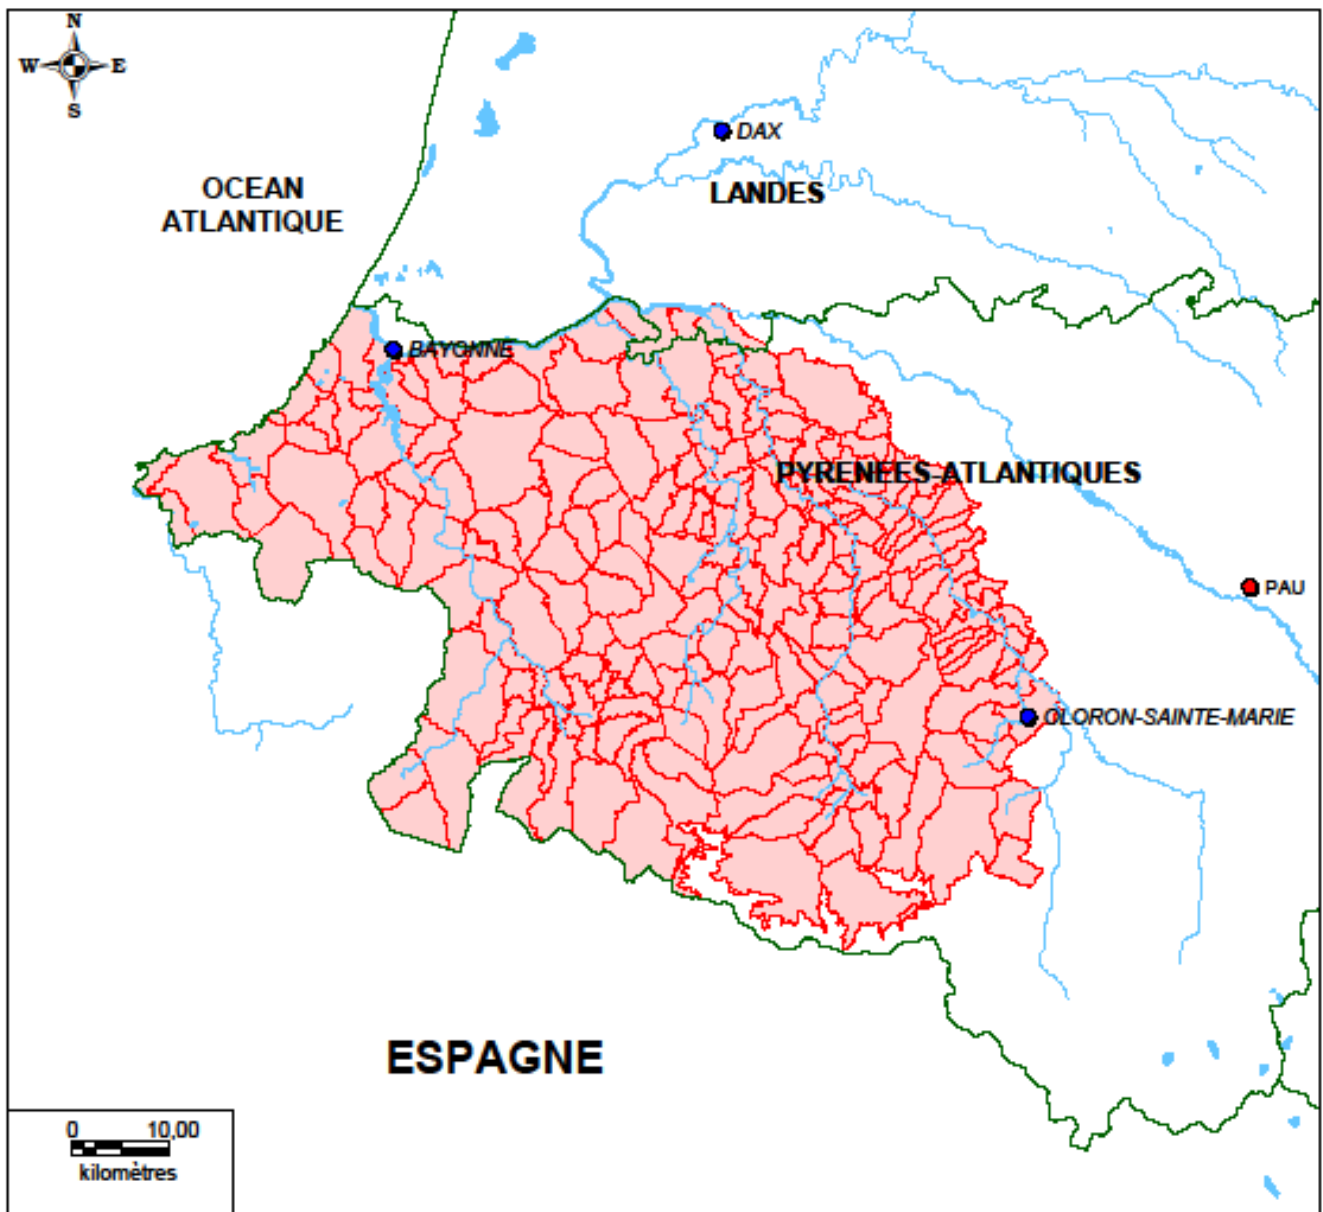 N
W E
S
DAX
OCEAN
ATLANTIQUE
LANDES
BAYONNE
PYRENEES-ATLANTIQUES
PAU
OLORON-SAINTE-MARIE
ESPAGNE
0 10,00
kilomètres